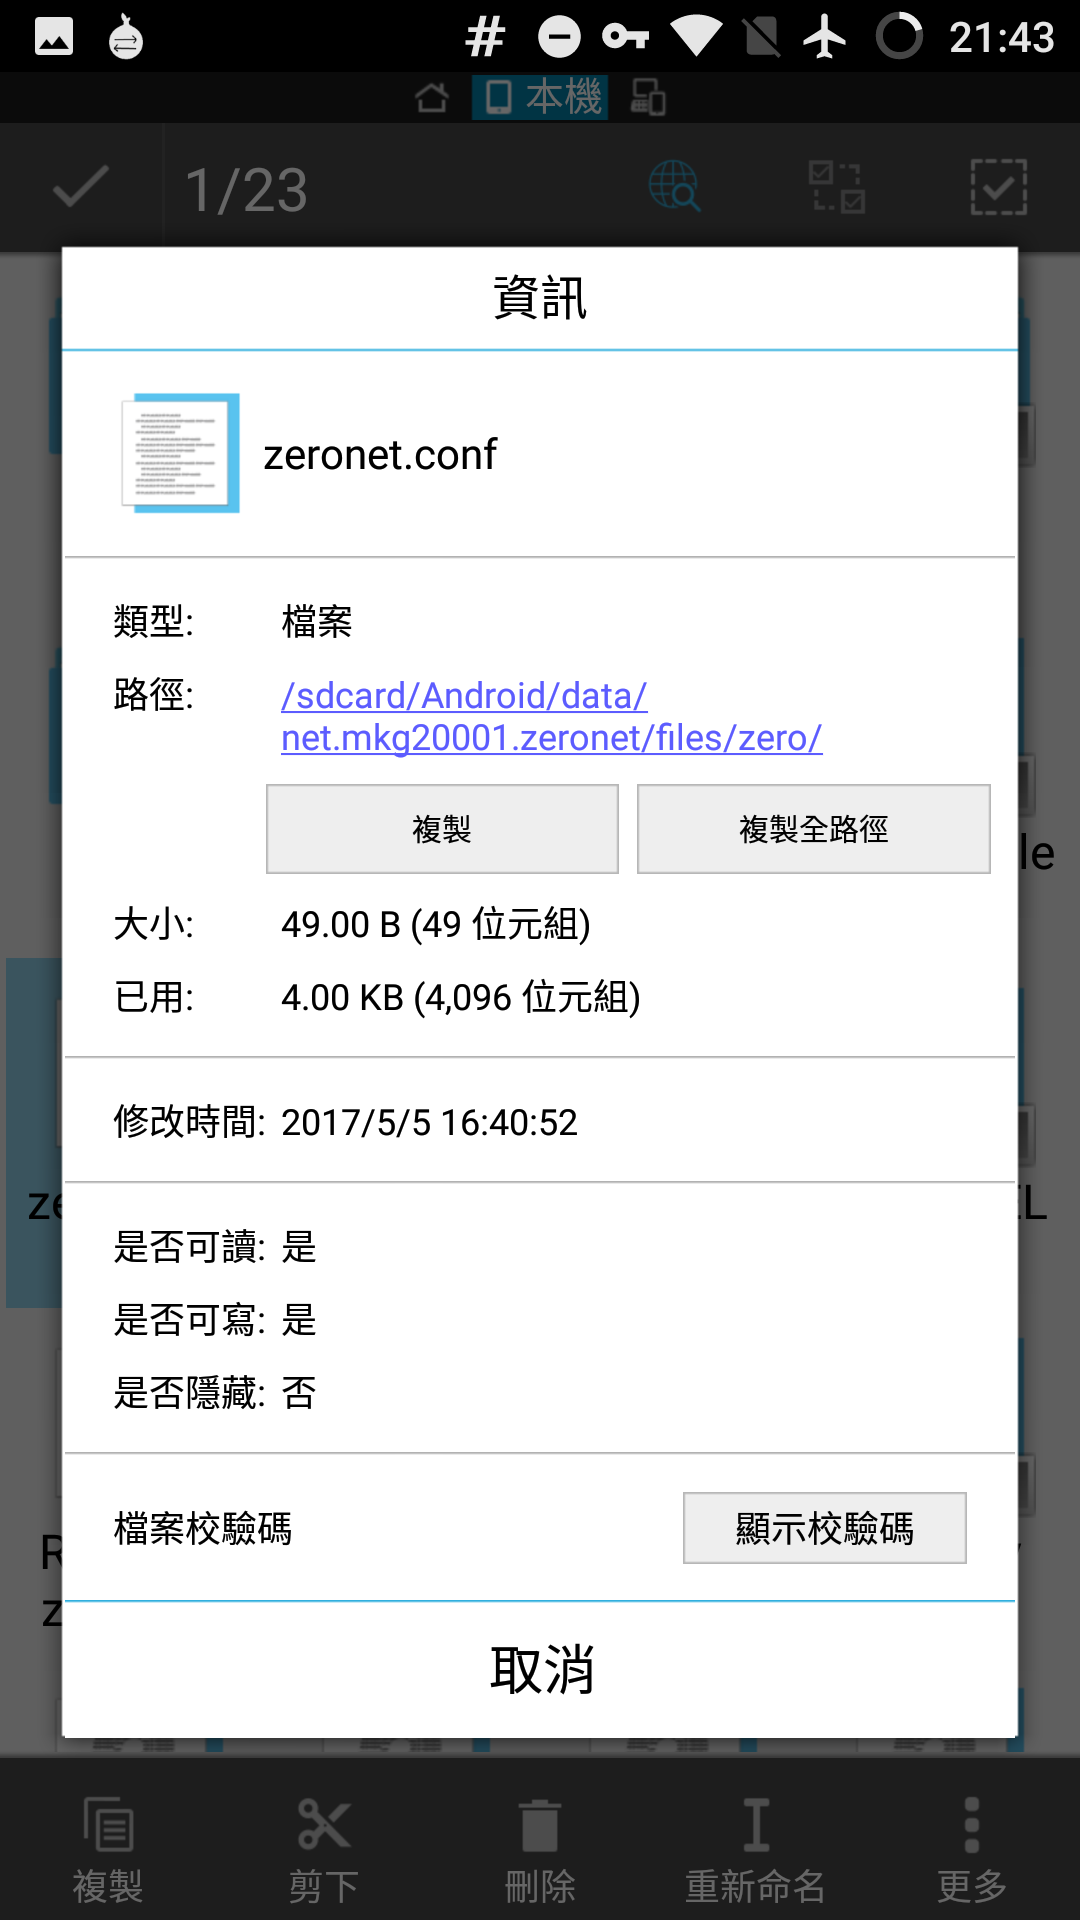 21:43
本機
1/23
資訊
zeronet.conf
類型: 檔案
路徑: /sdcard/Android/data/
net.mkg20001.zeronet/files/zero/
複製 複製全路徑
le
大小: 49.00 B (49 位元組)
已用: 4.00 KB (4,096 位元組)
修改時間: 2017/5/5 16:40:52
ze
EL
是否可讀: 是
是否可寫: 是
是否隱藏: 否
檔案校驗碼 顯示校驗碼
R
z
取消
複製 剪下 刪除 重新命名 更多